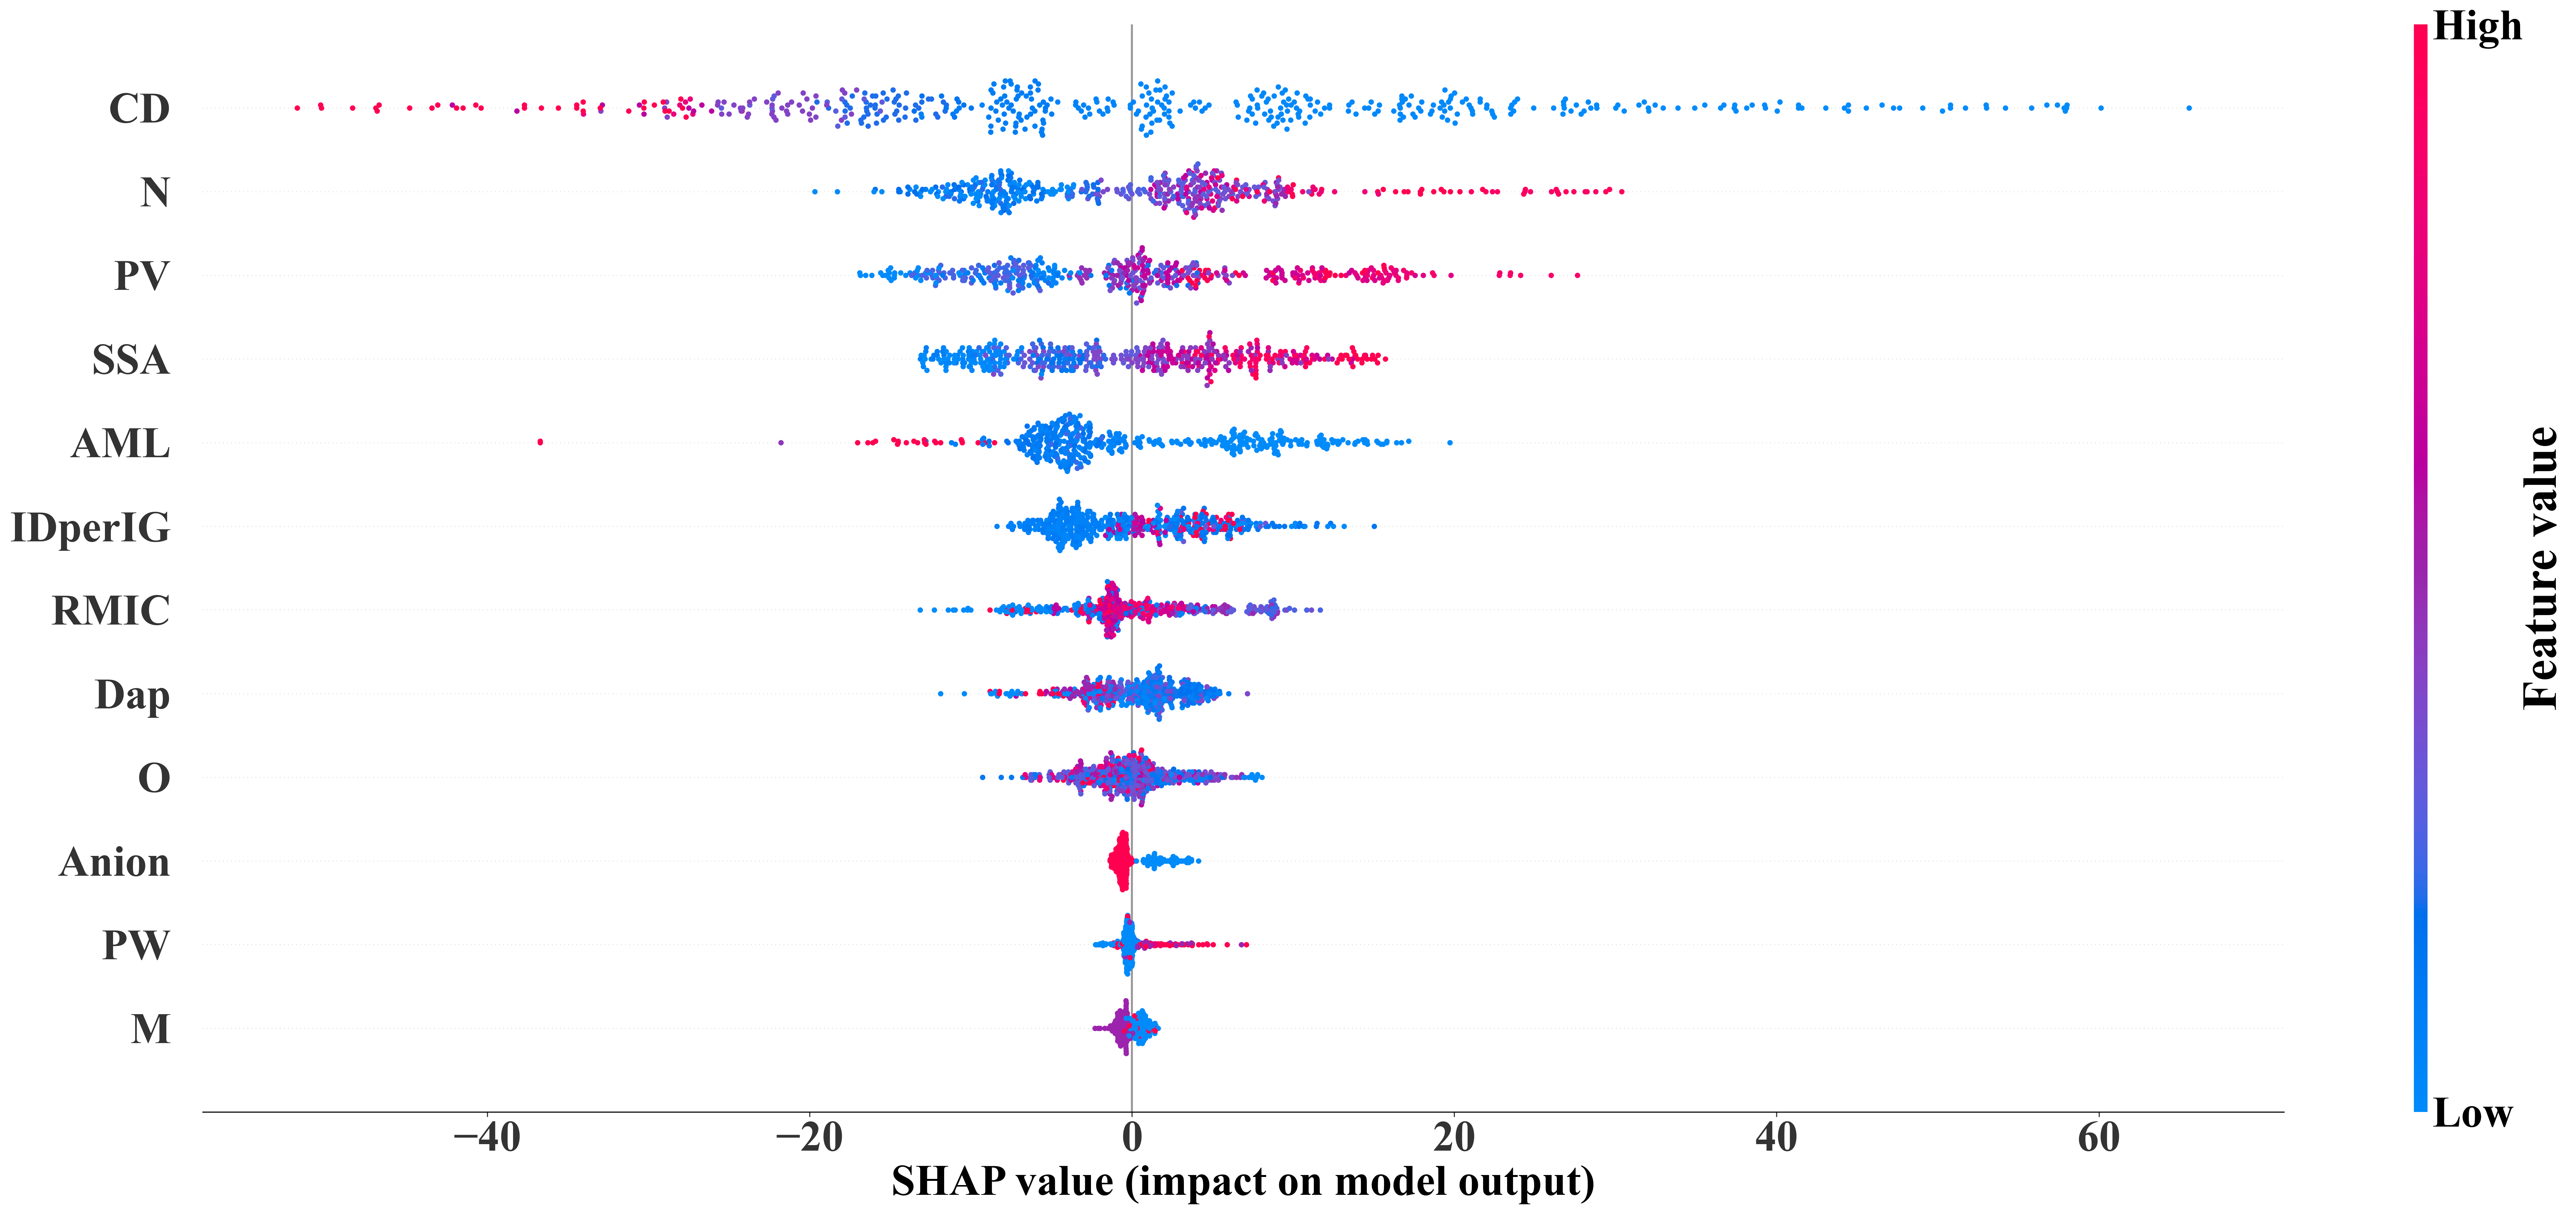 High
CD
N
PV
SSA
AML
IDperIG
RMIC
Dap
O
Anion
PW
M
Feature value
Low
−40 −20 0 20 40 60
SHAP value (impact on model output)